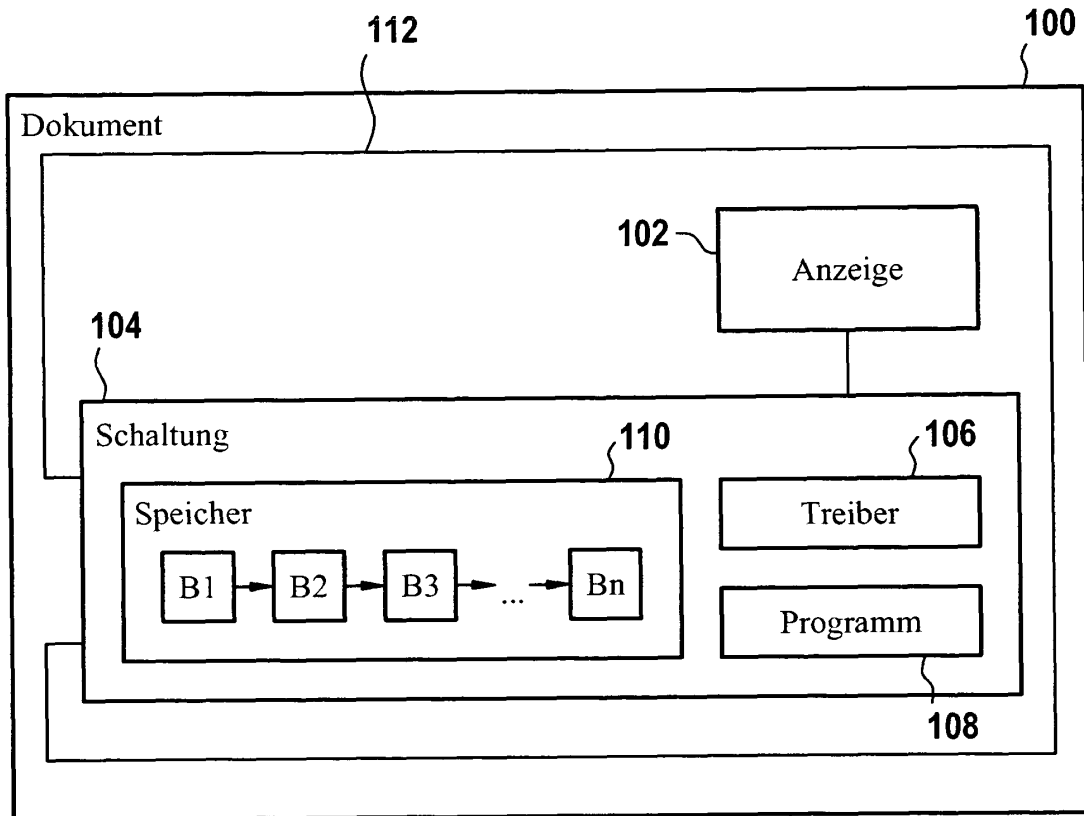 112
100
Dokument
102
Anzeige
104
Schaltung
110
106
Speicher
Treiber
B1 B2 B3 ... Bn
Programm
108